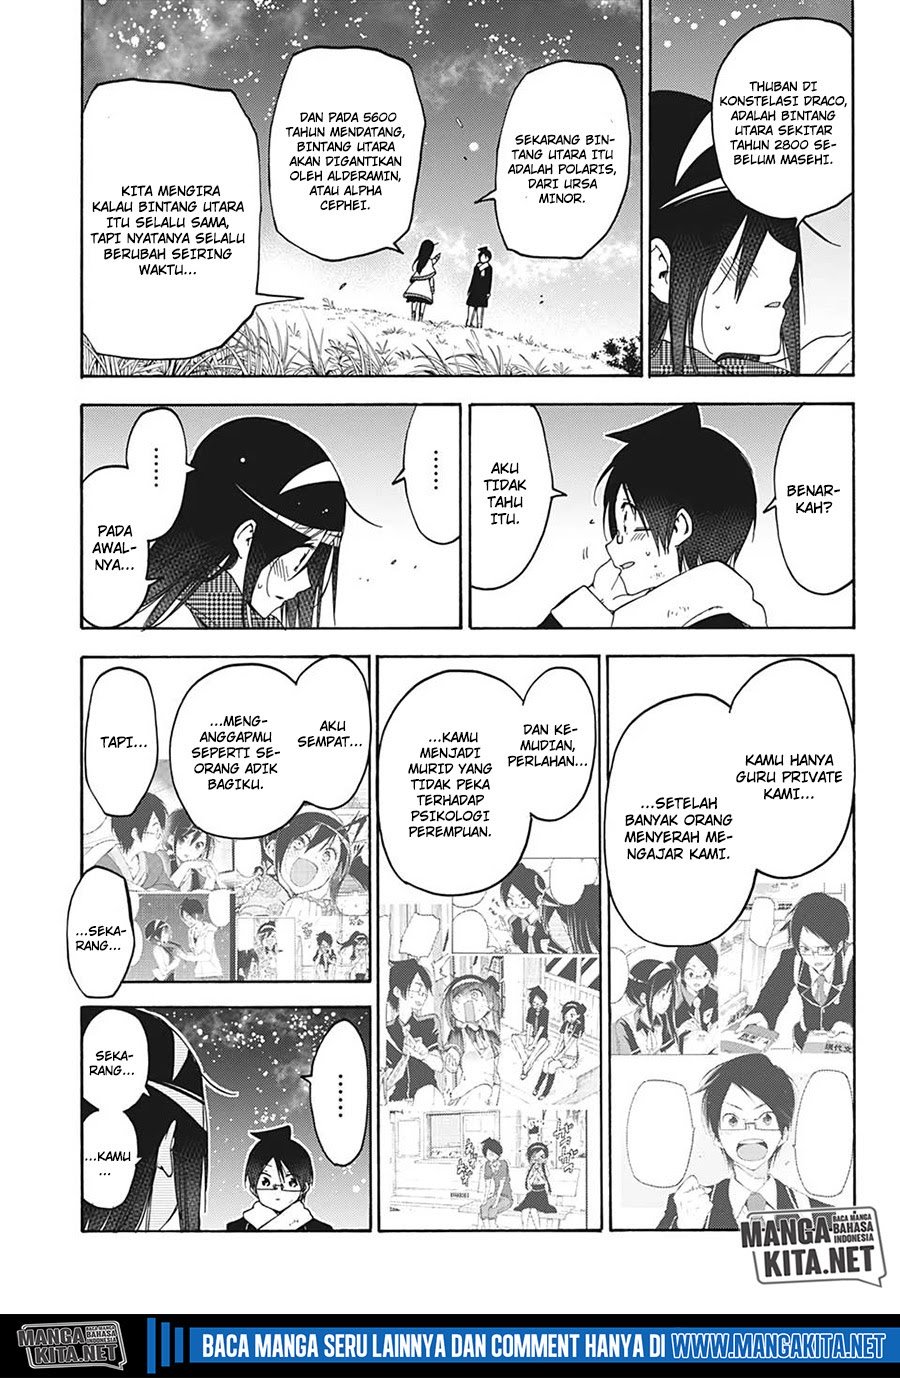 THUBAN DI
KONSTELASI DRACO,
ADALAH BINTANG
UTARA SEKITAR
TAHUN 2800 SE-
BELUM MASEHI.
SEKARANG BIN-
TANG UTARA ITU
ADALAH POLARIS,
DARI URSA
MINOR.
DAN PADA 5600
TAHUN MENDATANG,
BINTANG UTARA
AKAN DIGANTIKAN
OLEH ALDERAMIN,
ATAU ALPHA
CEPHEI.
KITA MENGIRA
KALAU BINTANG UTARA
ITU SELALU SAMA,
TAPI NYATANYA SELALU
BERUBAH SEIRING
WAKTU...
BENAR-
KAH?
AKU
TIDAK
TAHU
ITU.
......
......
PADA
AWAL-
NYA...
KAMU HANYA
GURU PRIVATE
KAMI...
...SETELAH
BANYAK ORANG
MENYERAH ME-
NGAJAR KAMI.
DAN KE-
MUDIAN,
PERLAHAN...
...KAMU
MENJADI
MURID YANG
TIDAK PEKA
TERHADAP
PSIKOLOGI
PEREMPUAN.
AKU
SEMPAT...
...MENG-
ANGGAPMU
SEPERTI SE-
ORANG ADIK
BAGIKU.
TAPI...
...SEKA-
RANG...
......
SEKA-
RANG...
...KAMU
...
MANGA
KITA.NET
BACA MANGA
BAHASA
INDONESIA
MANGA
KITA.NET
BACA MANGA
BAHASA
INDONESIA
BACA MANGA SERU LAINNYA DAN COMMENT HANYA DI WWW.MANGAKITA.NET